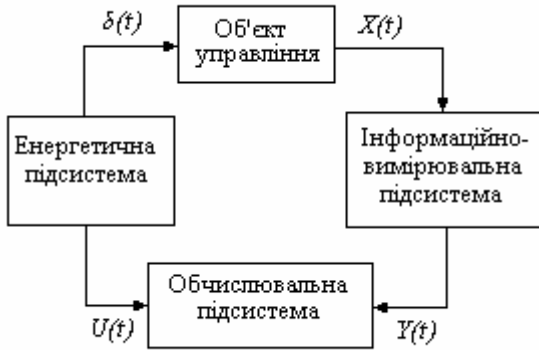 δ(t)
Об'єкт
управління
X(t)
Енергетична
підсистема
Інформаційно-
вимірювальна
підсистема
Обчислювальна
підсистема
U(t)
Y(t)